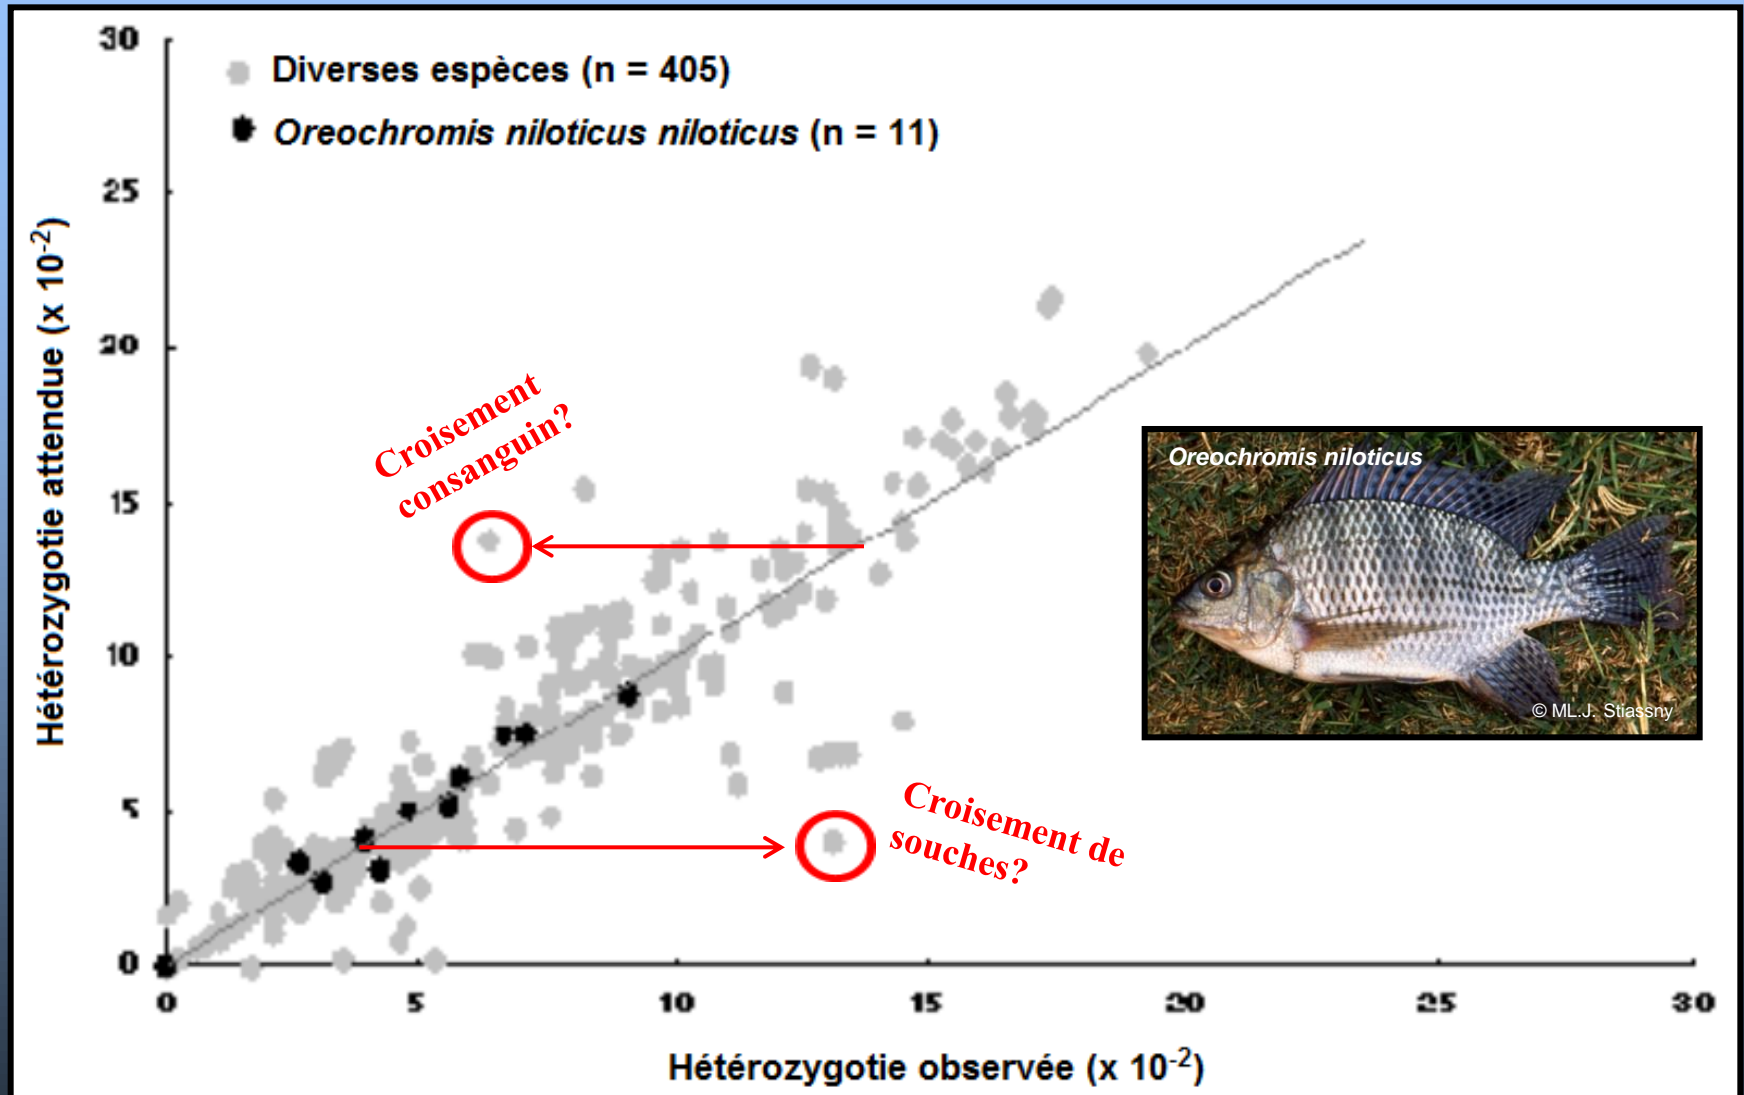 30
Diverses espèces (n = 405)
Oreochromis niloticus niloticus (n = 11)
25
20
15
10
5
0
Hétérozygotie attendue (x 10-2)
Croisement
consanguin?
Oreochromis niloticus
© ML.J. Stiassny
Croisement de
souches?
0 5 10 15 20 25 30
Hétérozygotie observée (x 10-2)